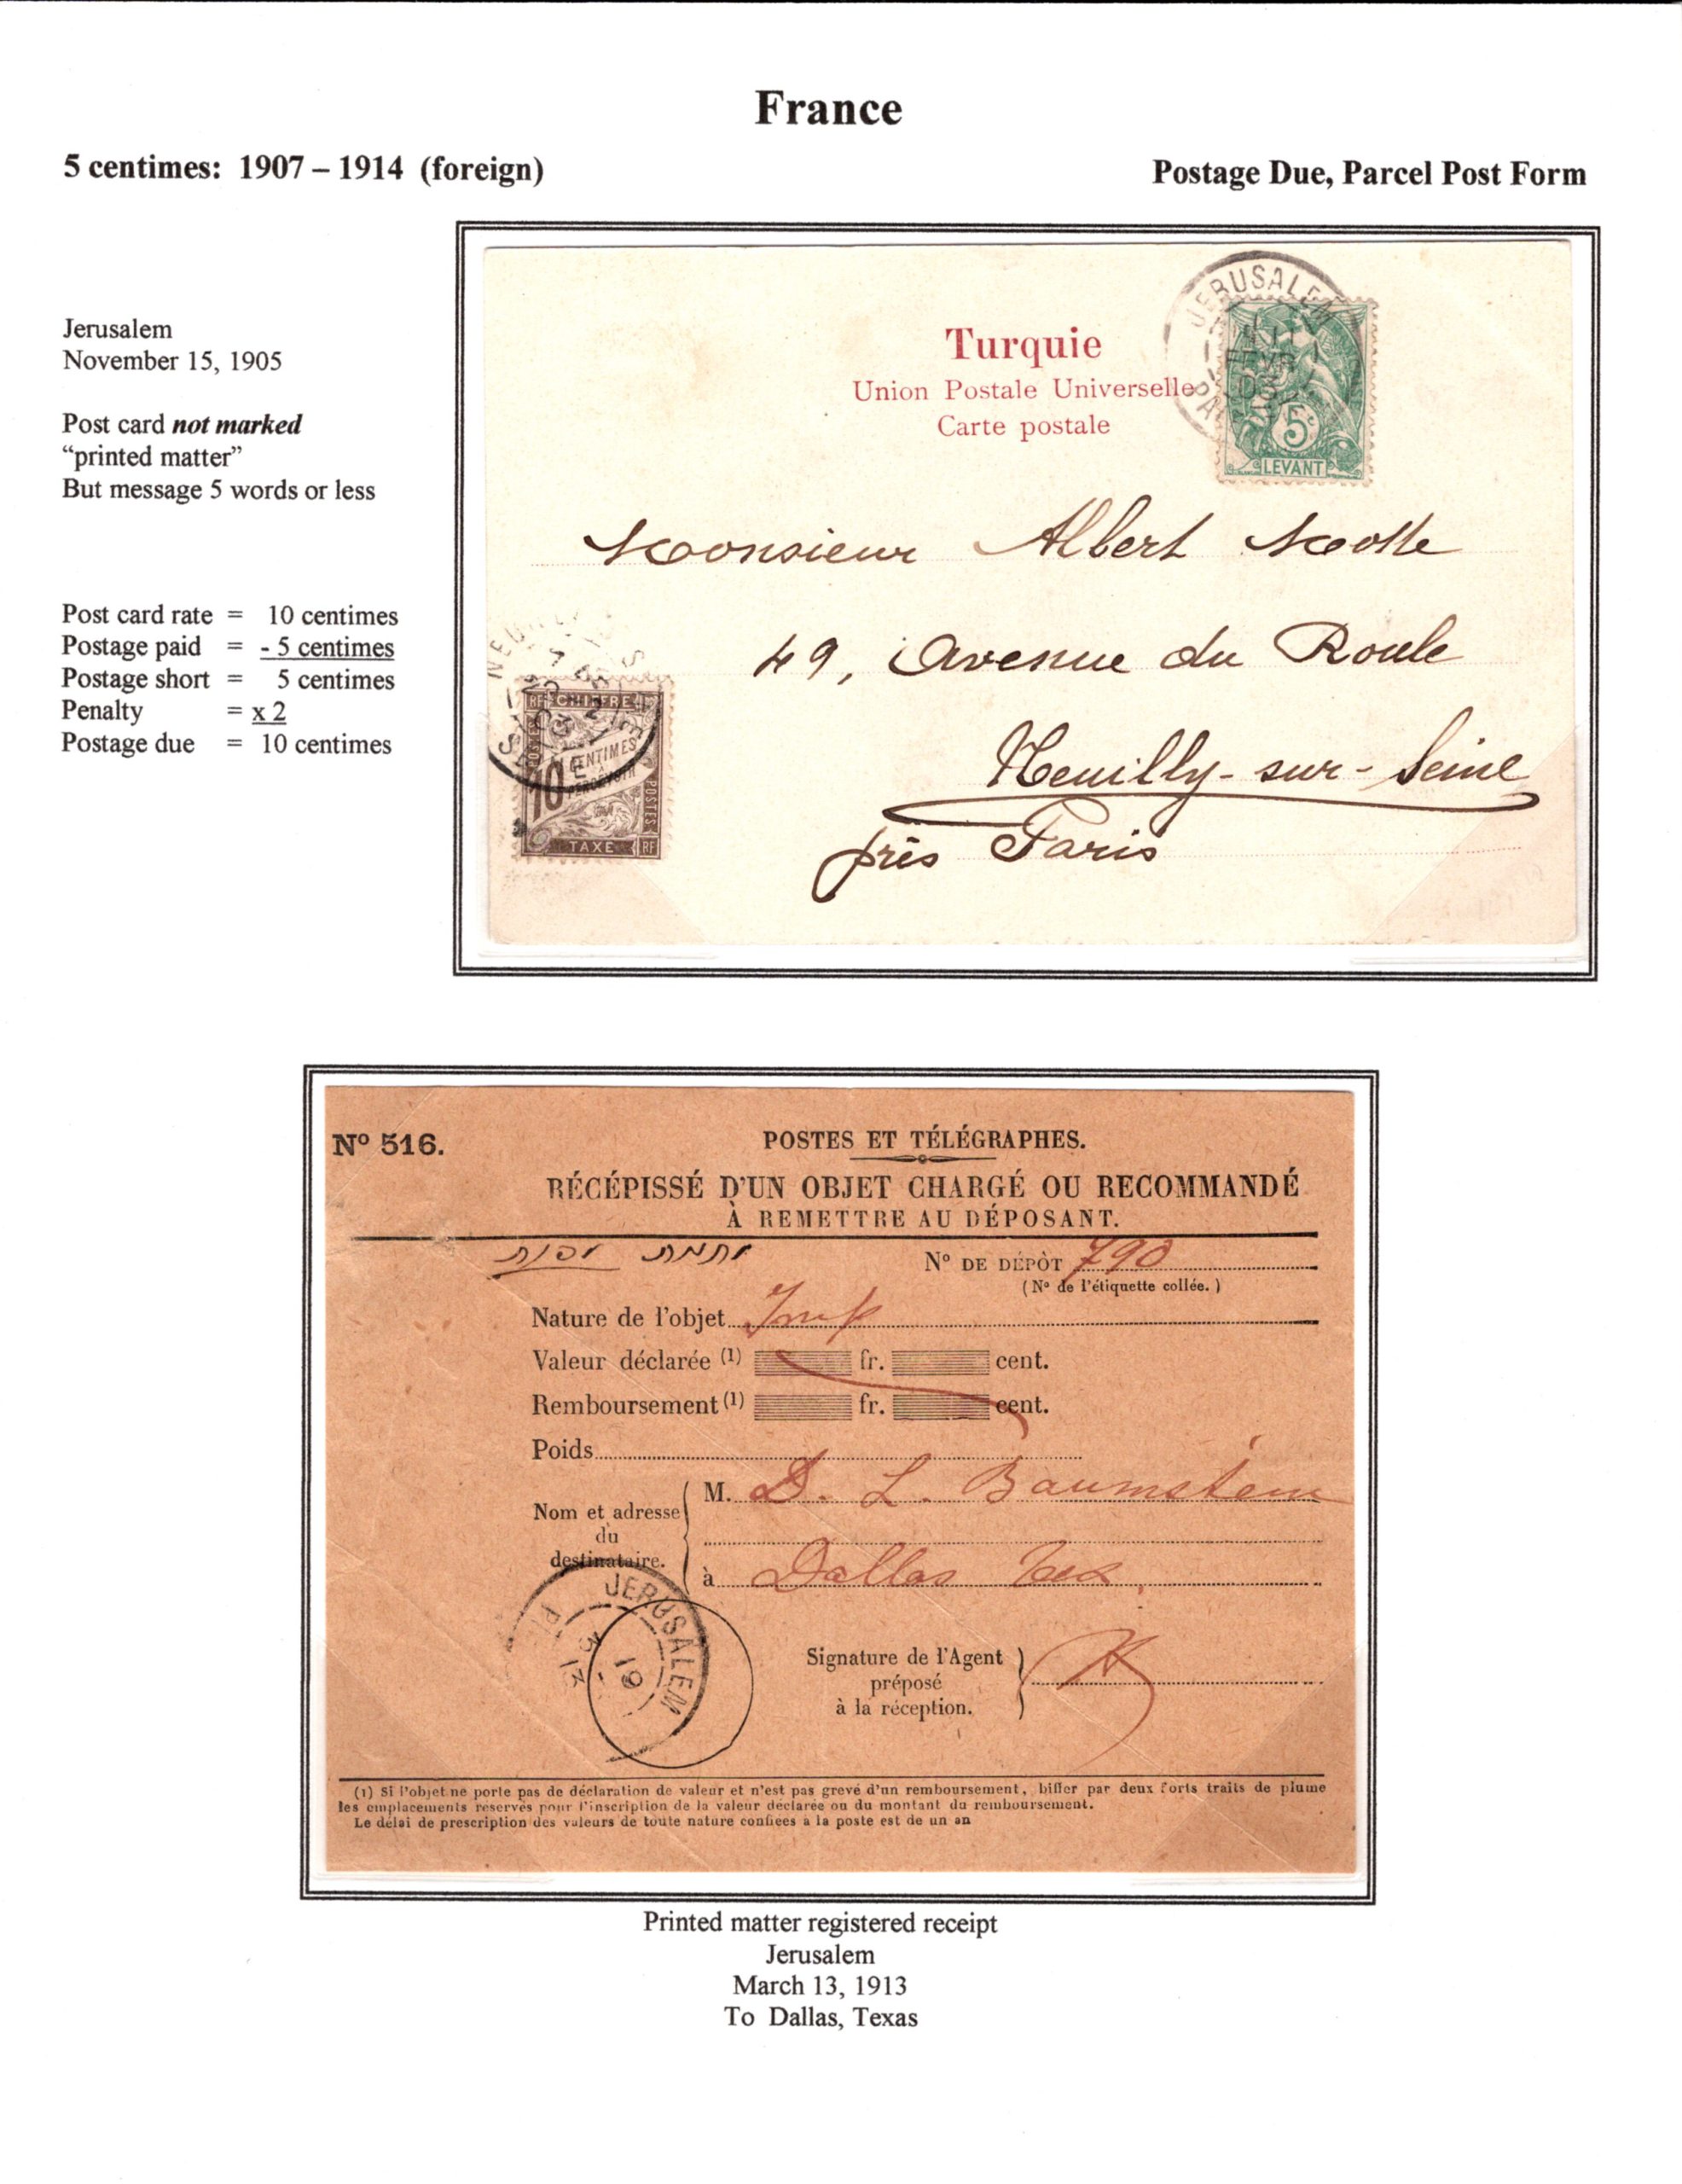 France
5 centimes: 1907 – 1914 (foreign)
Postage Due, Parcel Post Form
Jerusalem
November 15, 1905
Post card not marked
“printed matter”
But message 5 words or less
Post card rate = 10 centimes
Postage paid = - 5 centimes
Postage short = 5 centimes
Penalty = x 2
Postage due = 10 centimes
Turquie
Union Postale Universelle
Carte postale
JERUSALEM
5c
LEVANT
Monsieur Albert Motte
49, Avenue du Roule
Neuilly-sur-Seine
près Paris
RF CHIFFRE
10 CENTIMES
PERCEVOIR
POSTES
TAXE RF
No 516.
POSTES ET TÉLÉGRAPHES.
RÉCÉPISSÉ D'UN OBJET CHARGÉ OU RECOMMANDÉ
À REMETTRE AU DÉPOSANT.
No DE DÉPÒT 790
(No de l'étiquette collée.)
Nature de l'objet Imp
Valeur déclarée (1) fr. cent.
Remboursement (1) fr. cent.
Poids
Nom et adresse
du
destinataire.
M. D. L. Baumstein
à Dallas Tex.
JERUSALEM
Signature de l'Agent
préposé
à la réception.
(1) Si l'objet ne porte pas de déclaration de valeur et n'est pas grevé d'un remboursement, biffer par deux forts traits de plume
les emplacements réservés pour l'inscription de la valeur déclarée ou du montant du remboursement.
Le délai de prescription des valeurs de toute nature confiées à la poste est de un an
Printed matter registered receipt
Jerusalem
March 13, 1913
To Dallas, Texas